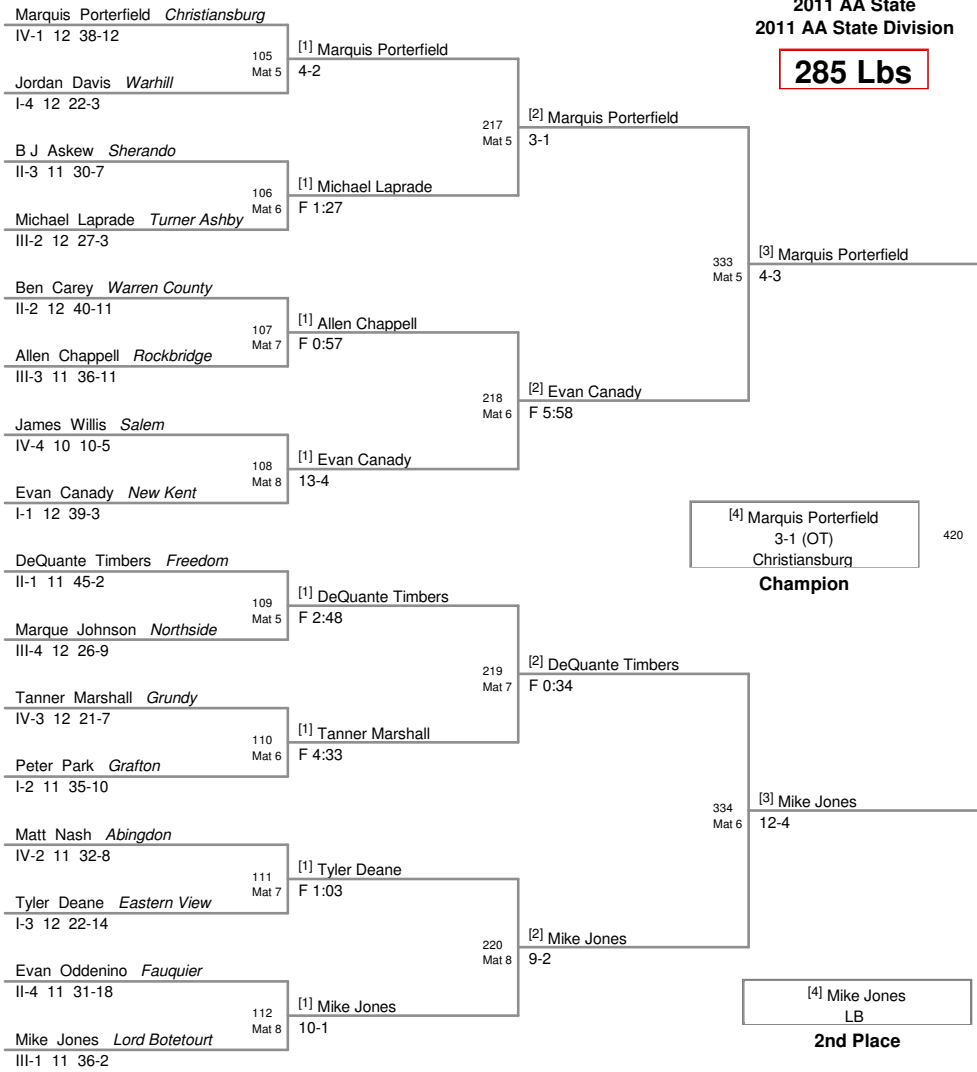 2011 AA State
2011 AA State Division
285 Lbs
Marquis Porterfield Christiansburg
IV-1 12 38-12
105
Mat 5
[1] Marquis Porterfield
4-2
Jordan Davis Warhill
I-4 12 22-3
217
Mat 5
[2] Marquis Porterfield
3-1
B J Askew Sherando
II-3 11 30-7
106
Mat 6
[1] Michael Laprade
F 1:27
Michael Laprade Turner Ashby
III-2 12 27-3
333
Mat 5
[3] Marquis Porterfield
4-3
Ben Carey Warren County
II-2 12 40-11
107
Mat 7
[1] Allen Chappell
F 0:57
Allen Chappell Rockbridge
III-3 11 36-11
218
Mat 6
[2] Evan Canady
F 5:58
James Willis Salem
IV-4 10 10-5
108
Mat 8
[1] Evan Canady
13-4
Evan Canady New Kent
I-1 12 39-3
[4] Marquis Porterfield
3-1 (OT)
Christiansburg
420
Champion
DeQuante Timbers Freedom
II-1 11 45-2
109
Mat 5
[1] DeQuante Timbers
F 2:48
Marque Johnson Northside
III-4 12 26-9
219
Mat 7
[2] DeQuante Timbers
F 0:34
Tanner Marshall Grundy
IV-3 12 21-7
110
Mat 6
[1] Tanner Marshall
F 4:33
Peter Park Grafton
I-2 11 35-10
334
Mat 6
[3] Mike Jones
12-4
Matt Nash Abingdon
IV-2 11 32-8
111
Mat 7
[1] Tyler Deane
F 1:03
Tyler Deane Eastern View
I-3 12 22-14
220
Mat 8
[2] Mike Jones
9-2
Evan Oddenino Fauquier
II-4 11 31-18
112
Mat 8
[1] Mike Jones
10-1
Mike Jones Lord Botetourt
III-1 11 36-2
[4] Mike Jones
LB
2nd Place